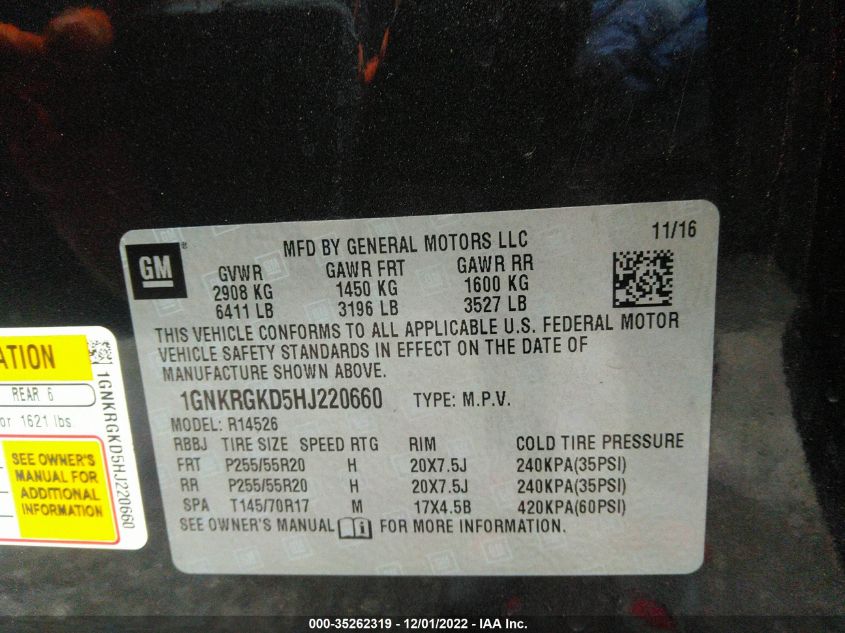 MFD BY GENERAL MOTORS LLC
11/16
GM
®
GVWR GAWR FRT GAWR RR
2908 KG 1450 KG 1600 KG
6411 LB 3196 LB 3527 LB
THIS VEHICLE CONFORMS TO ALL APPLICABLE U.S. FEDERAL MOTOR
VEHICLE SAFETY STANDARDS IN EFFECT ON THE DATE OF
MANUFACTURE SHOWN ABOVE.
1GNKRGKD5HJ220660 TYPE: M.P.V.
MODEL: R14526
RBBJ TIRE SIZE SPEED RTG RIM COLD TIRE PRESSURE
FRT P255/55R20 H 20X7.5J 240KPA(35PSI)
RR P255/55R20 H 20X7.5J 240KPA(35PSI)
SPA T145/70R17 M 17X4.5B 420KPA(60PSI)
SEE OWNER'S MANUAL FOR MORE INFORMATION.
ATION
REAR 6
or 1621 lbs
SEE OWNER'S
MANUAL FOR
ADDITIONAL
INFORMATION
1GNKRGKD5HJ220660
000-35262319 - 12/01/2022 - IAA Inc.